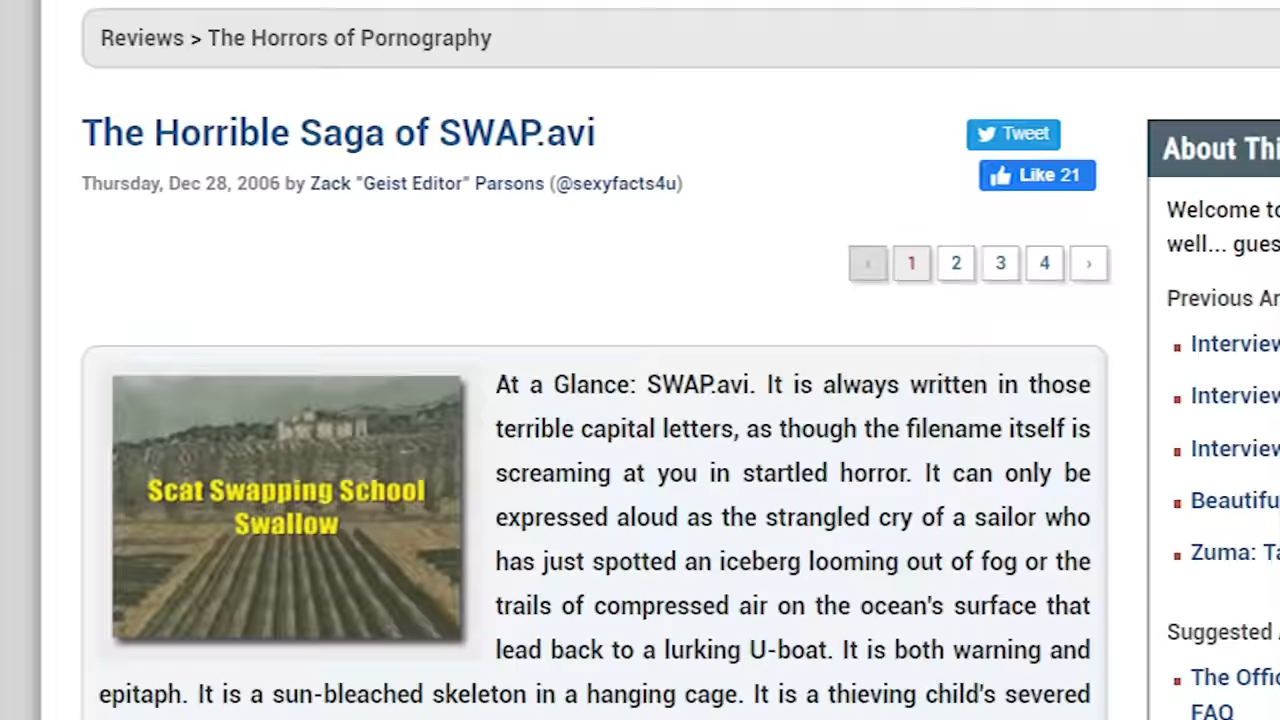 Reviews > The Horrors of Pornography
The Horrible Saga of SWAP.avi
Tweet
Thursday, Dec 28, 2006 by Zack "Geist Editor" Parsons (@sexyfacts4u)
Like 21
‹ 1 2 3 4 ›
About Thi
Welcome to
well... gues
Previous Ar
Interview
Interview
Interview
Beautifu
Zuma: Ta
Suggested A
The Offic
FAQ
Scat Swapping School
Swallow
At a Glance: SWAP.avi. It is always written in those
terrible capital letters, as though the filename itself is
screaming at you in startled horror. It can only be
expressed aloud as the strangled cry of a sailor who
has just spotted an iceberg looming out of fog or the
trails of compressed air on the ocean's surface that
lead back to a lurking U-boat. It is both warning and
epitaph. It is a sun-bleached skeleton in a hanging cage. It is a thieving child's severed